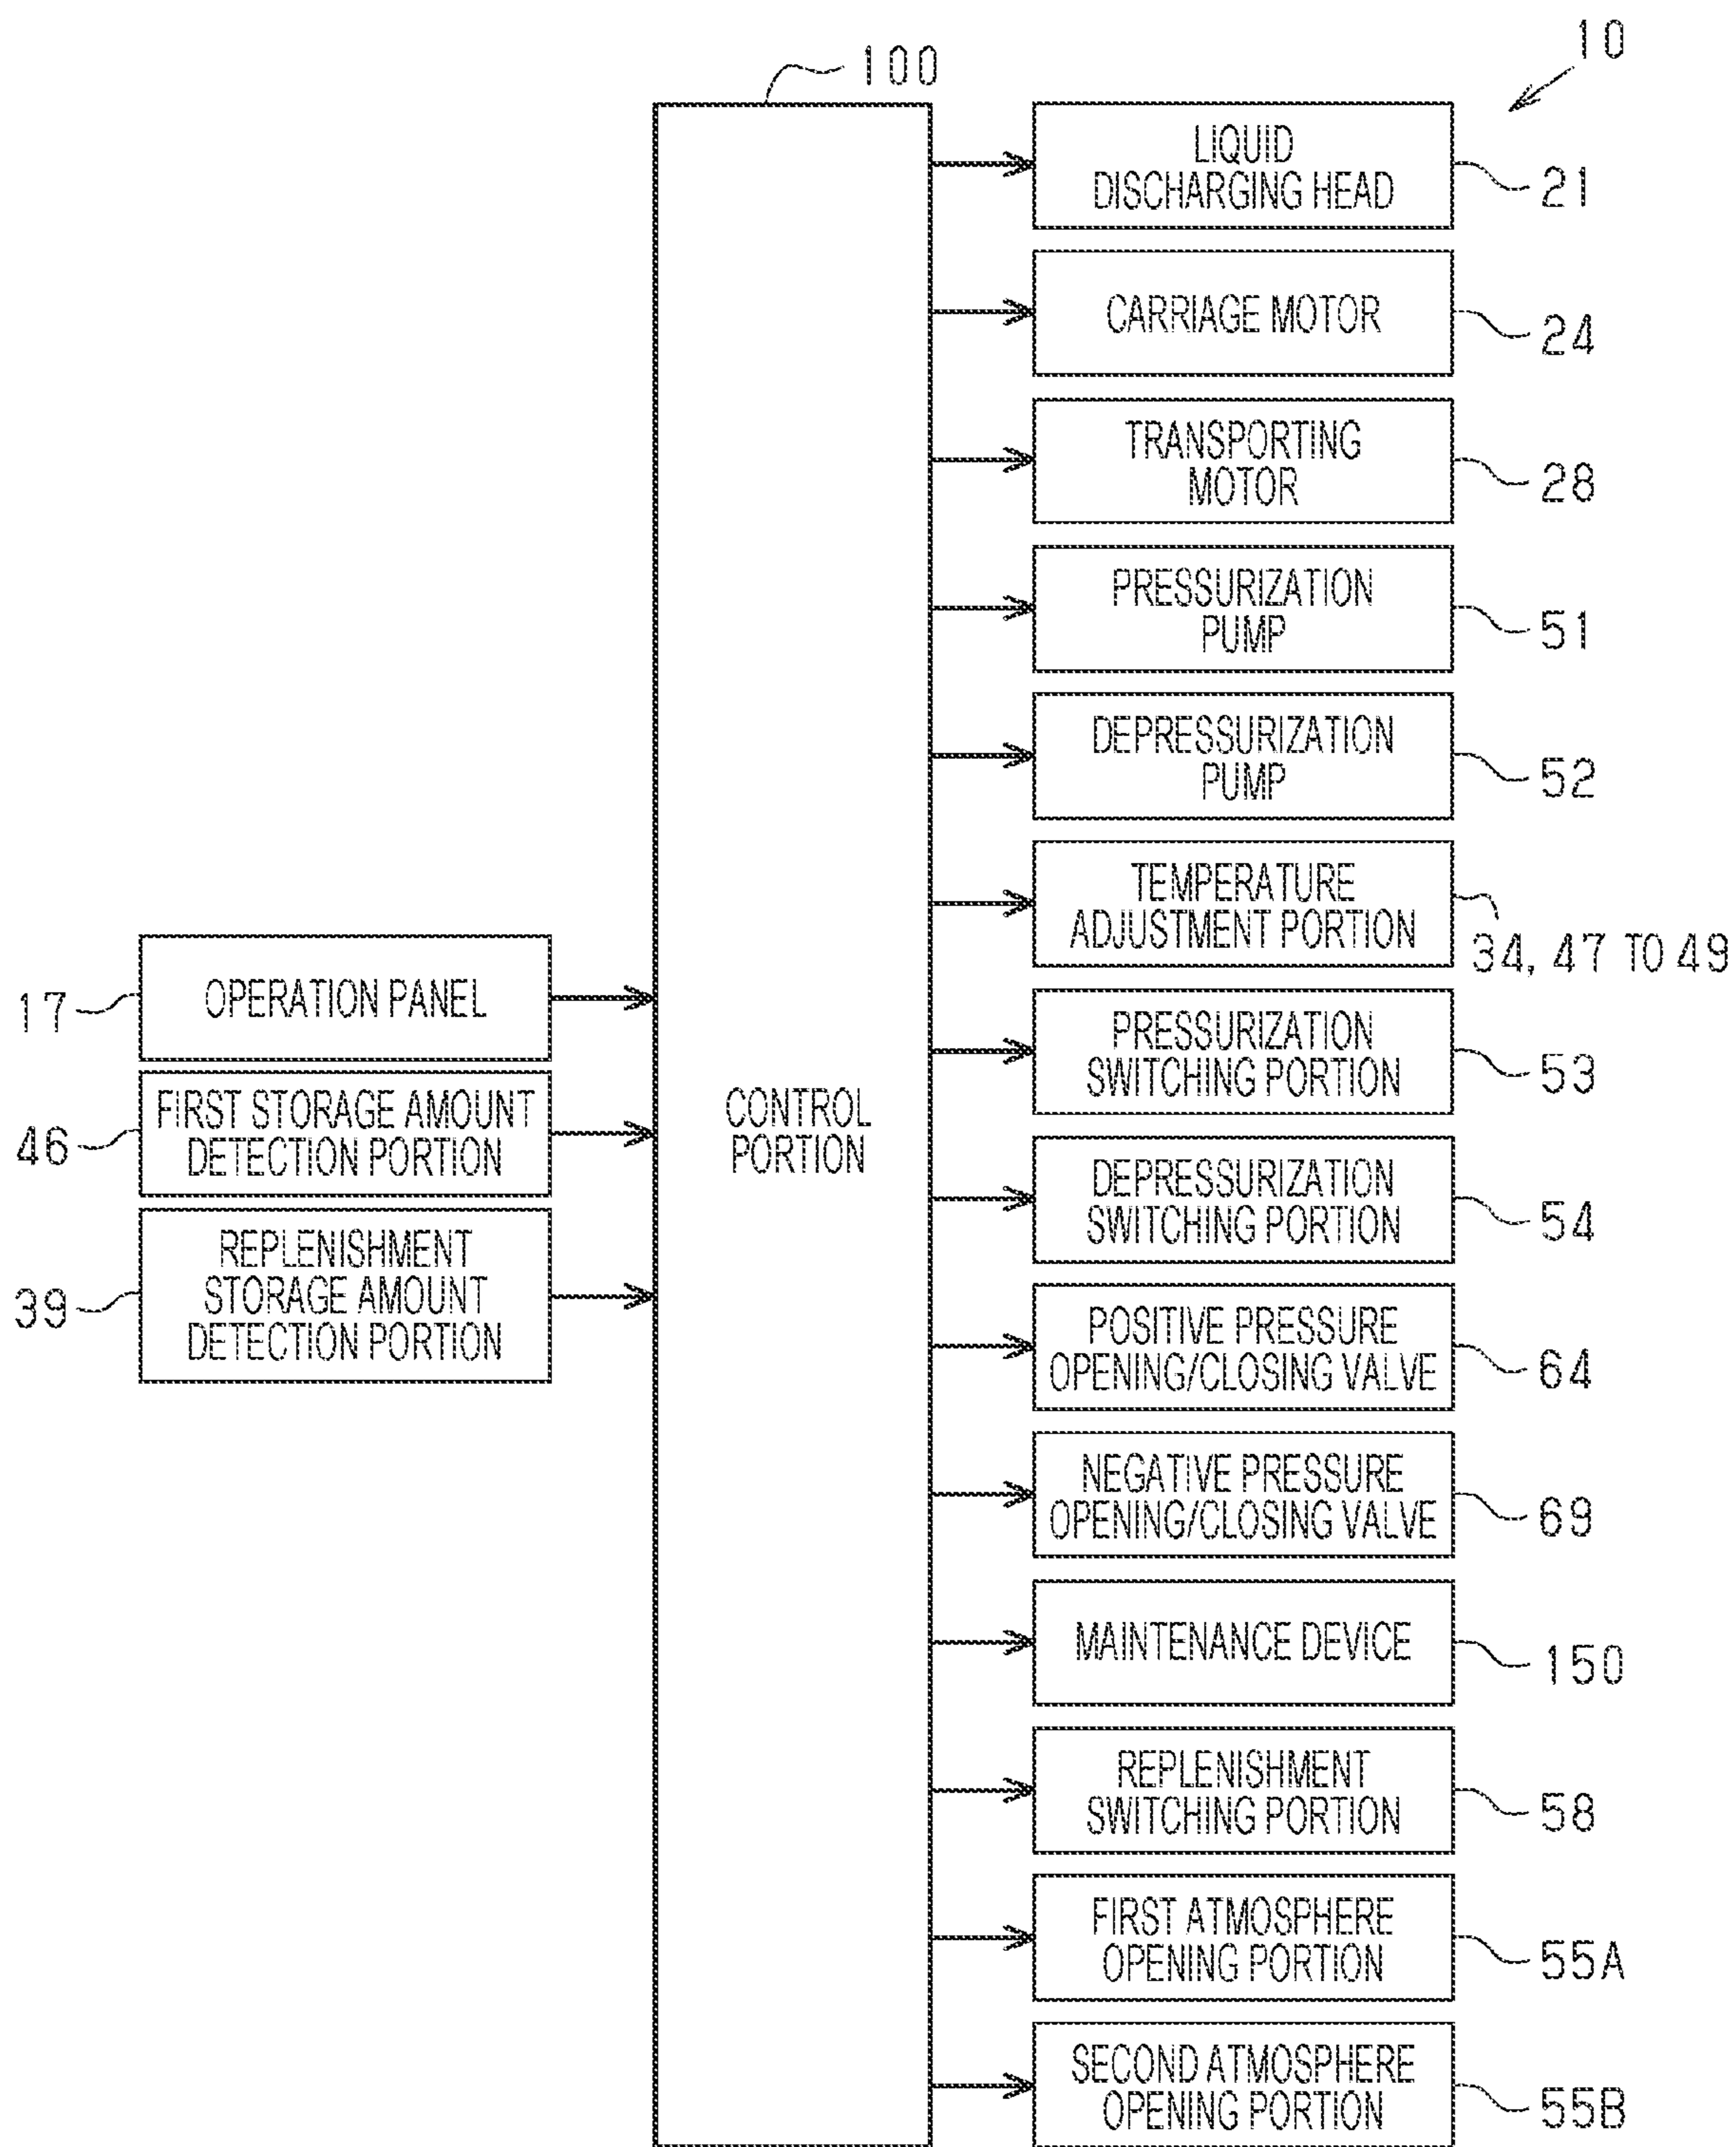 10
100
LIQUID
DISCHARGING HEAD
21
CARRIAGE MOTOR
24
TRANSPORTING
MOTOR
28
PRESSURIZATION
PUMP
51
DEPRESSURIZATION
PUMP
52
TEMPERATURE
ADJUSTMENT PORTION
34, 47 TO 49
17
OPERATION PANEL
46
FIRST STORAGE AMOUNT
DETECTION PORTION
39
REPLENISHMENT
STORAGE AMOUNT
DETECTION PORTION
CONTROL
PORTION
PRESSURIZATION
SWITCHING PORTION
53
DEPRESSURIZATION
SWITCHING PORTION
54
POSITIVE PRESSURE
OPENING/CLOSING VALVE
64
NEGATIVE PRESSURE
OPENING/CLOSING VALVE
69
MAINTENANCE DEVICE
150
REPLENISHMENT
SWITCHING PORTION
58
FIRST ATMOSPHERE
OPENING PORTION
55A
SECOND ATMOSPHERE
OPENING PORTION
55B